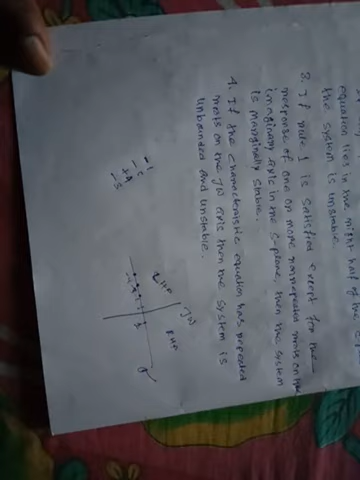 equation lies in the right half of the s-p
the system is unstable.
3. If rule 1 is satisfied except for the
response of one or more nonrepeated roots on the
imaginary axis in the s-plane, then the system
is marginally stable.
4. If the characteristic equation has repeated
roots on the jω axis then the system is
unbounded and unstable.
jω
RHP
σ